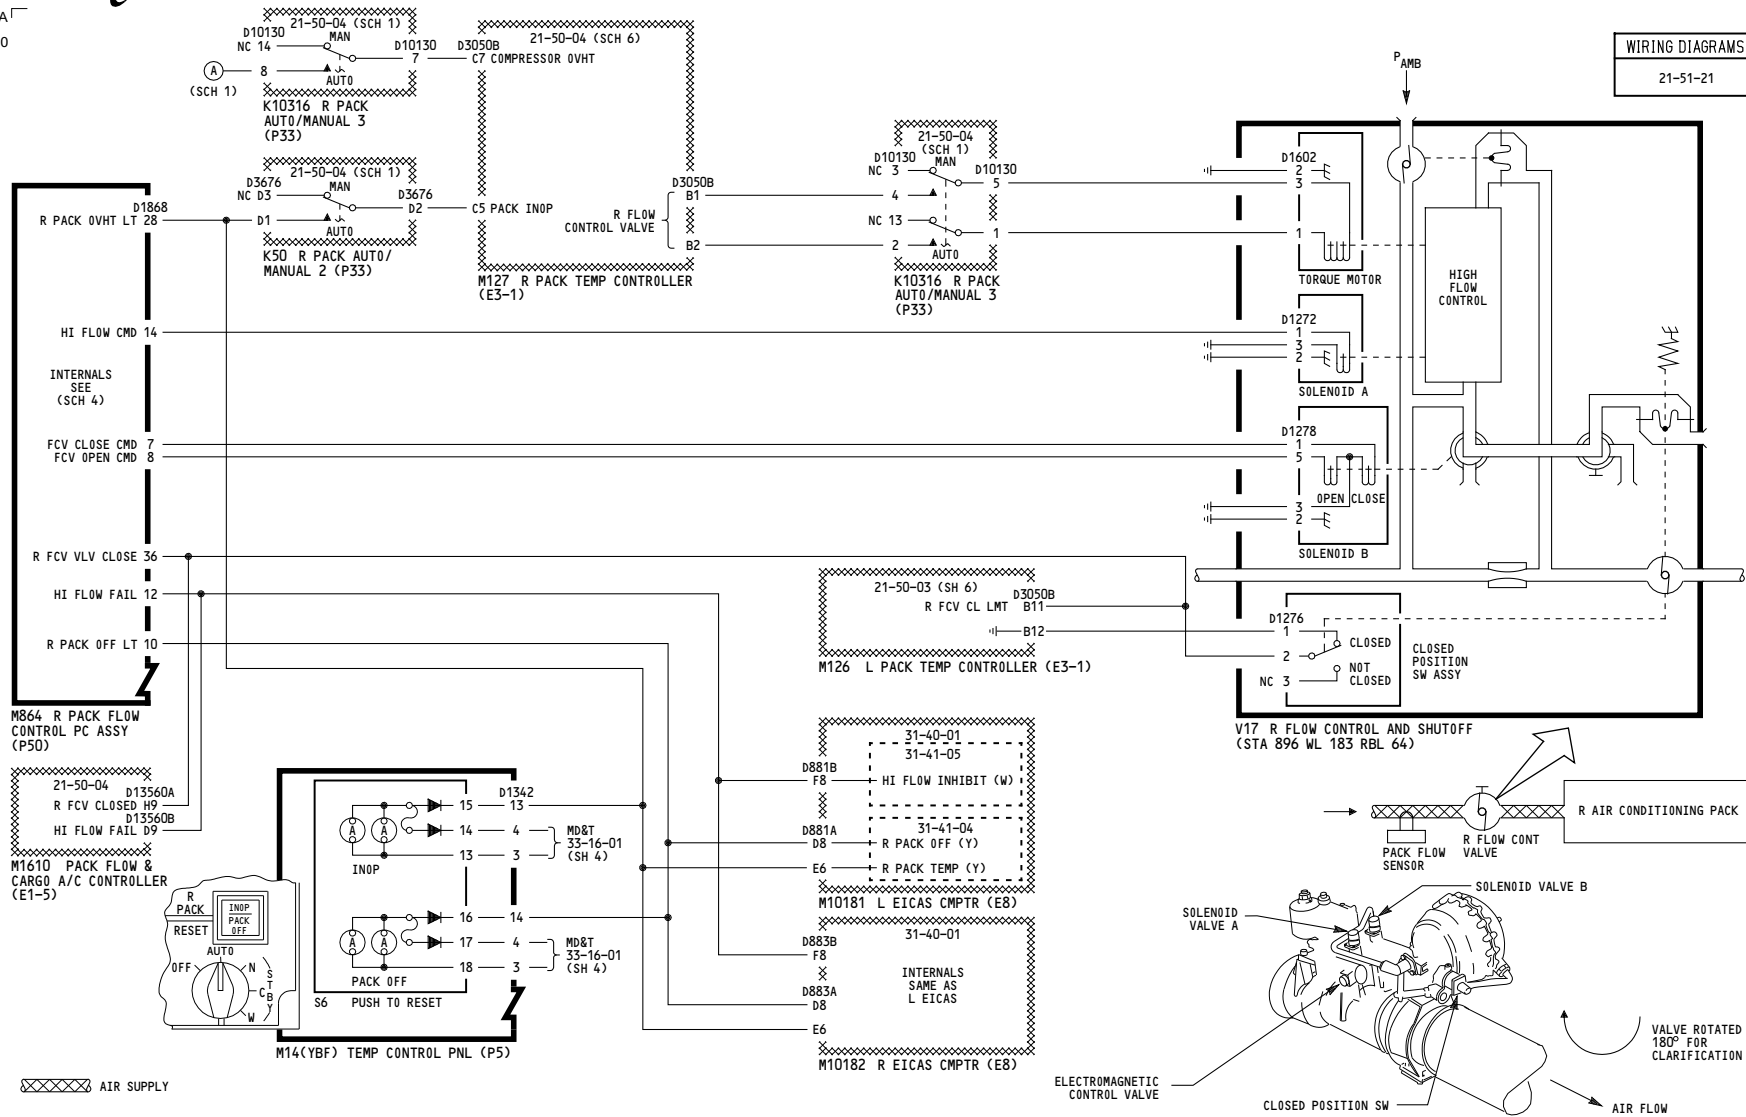 A
0
21-50-04 (SCH 1)
D10130
NC 14
MAN
D10130
7
A
8
AUTO
(SCH 1)
K10316 R PACK
AUTO/MANUAL 3
(P33)
D3050B
21-50-04 (SCH 6)
C7 COMPRESSOR OVHT
21-50-04 (SCH 1)
D3676
NC D3
MAN
D3676
D2
D1
AUTO
K50 R PACK AUTO/
MANUAL 2 (P33)
C5 PACK INOP
R FLOW
CONTROL VALVE
D3050B
B1
B2
M127 R PACK TEMP CONTROLLER
(E3-1)
21-50-04
(SCH 1)
D10130
MAN
NC 3
D10130
5
4
NC 13
1
2
AUTO
K10316 R PACK
AUTO/MANUAL 3
(P33)
PAMB
WIRING DIAGRAMS
21-51-21
D1602
2
3
1
TORQUE MOTOR
HIGH
FLOW
CONTROL
D1272
1
3
2
SOLENOID A
D1278
1
5
OPEN CLOSE
3
2
SOLENOID B
D1276
1
2
NC 3
CLOSED
NOT
CLOSED
CLOSED
POSITION
SW ASSY
V17 R FLOW CONTROL AND SHUTOFF
(STA 896 WL 183 RBL 64)
D1868
R PACK OVHT LT 28
HI FLOW CMD 14
INTERNALS
SEE
(SCH 4)
FCV CLOSE CMD 7
FCV OPEN CMD 8
R FCV VLV CLOSE 36
HI FLOW FAIL 12
R PACK OFF LT 10
M864 R PACK FLOW
CONTROL PC ASSY
(P50)
21-50-03 (SH 6)
D3050B
R FCV CL LMT B11
B12
M126 L PACK TEMP CONTROLLER (E3-1)
21-50-04
D13560A
R FCV CLOSED H9
D13560B
HI FLOW FAIL D9
M1610 PACK FLOW &
CARGO A/C CONTROLLER
(E1-5)
D1342
15 13
14 4
13 3
INOP
MD&T
33-16-01
(SH 4)
16 14
17 4
18 3
PACK OFF
MD&T
33-16-01
(SH 4)
S6 PUSH TO RESET
A A
A A
M14(YBF) TEMP CONTROL PNL (P5)
R
PACK
RESET
INOP
PACK
OFF
AUTO
OFF
N
C
W
STBY
31-40-01
31-41-05
D881B
F8
HI FLOW INHIBIT (W)
31-41-04
D881A
D8
R PACK OFF (Y)
E6
R PACK TEMP (Y)
M10181 L EICAS CMPTR (E8)
31-40-01
D883B
F8
INTERNALS
SAME AS
L EICAS
D883A
D8
E6
M10182 R EICAS CMPTR (E8)
R AIR CONDITIONING PACK
PACK FLOW
SENSOR
R FLOW CONT
VALVE
SOLENOID VALVE B
SOLENOID
VALVE A
ELECTROMAGNETIC
CONTROL VALVE
CLOSED POSITION SW
VALVE ROTATED
180° FOR
CLARIFICATION
AIR FLOW
AIR SUPPLY